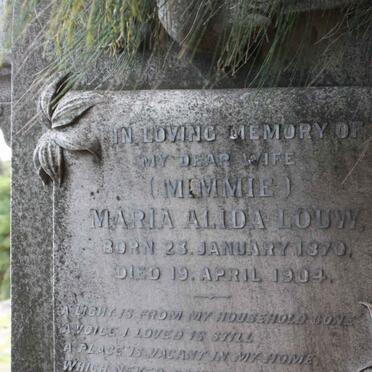 IN LOVING MEMORY OF
MY DEAR WIFE
(MIMMIE)
MARIA ALIDA LOUW,
BORN 23. JANUARY 1870,
DIED 19. APRIL 1904.
A LIGHT IS FROM MY HOUSEHOLD GONE
A VOICE I LOVED IS STILL
A PLACE IS VACANT IN MY HOME
WHICH